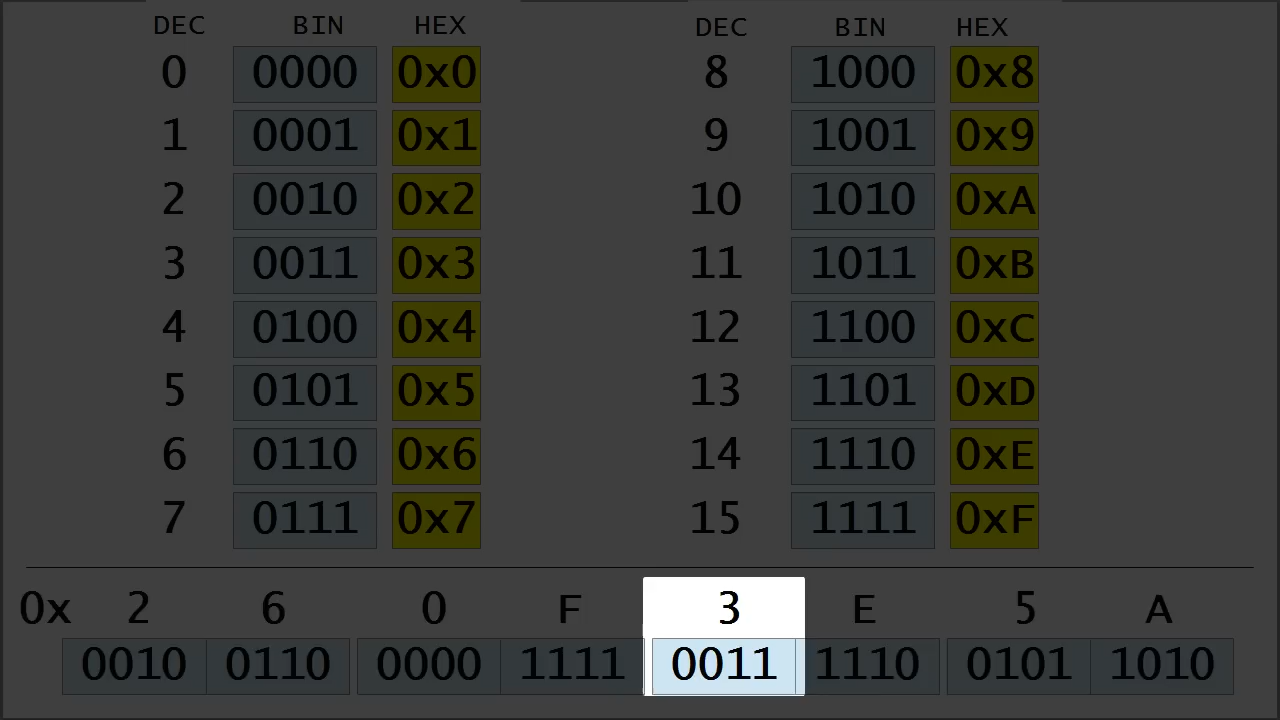 DEC BIN HEX DEC BIN HEX
0 0000 0x0 8 1000 0x8
1 0001 0x1 9 1001 0x9
2 0010 0x2 10 1010 0xA
3 0011 0x3 11 1011 0xB
4 0100 0x4 12 1100 0xC
5 0101 0x5 13 1101 0xD
6 0110 0x6 14 1110 0xE
7 0111 0x7 15 1111 0xF
0x 2 6 0 F 3 E 5 A
0010 0110 0000 1111 0011 1110 0101 1010